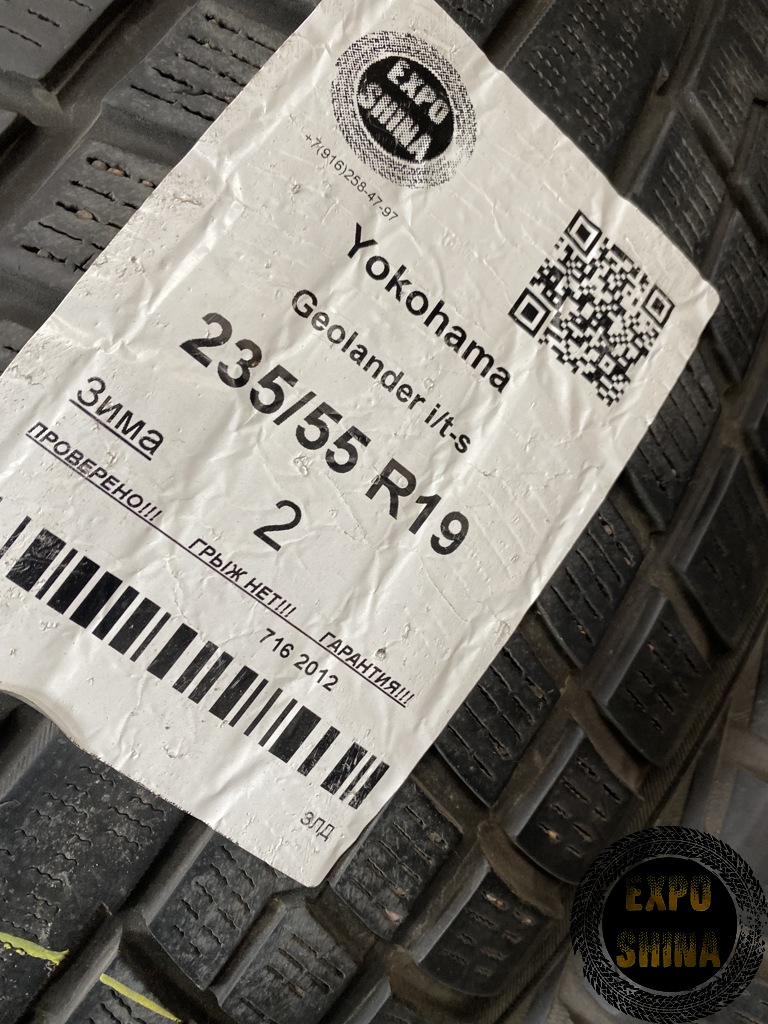 EXPO
SHINA
+7(916)258-47-97
Yokohama
Geolander i/t-s
235/55 R19
Зима
2
ПРОВЕРЕНО!!! ГРЫЖ НЕТ!!! ГАРАНТИЯ!!!
716 2012
ЗЛД
EXPO
SHINA